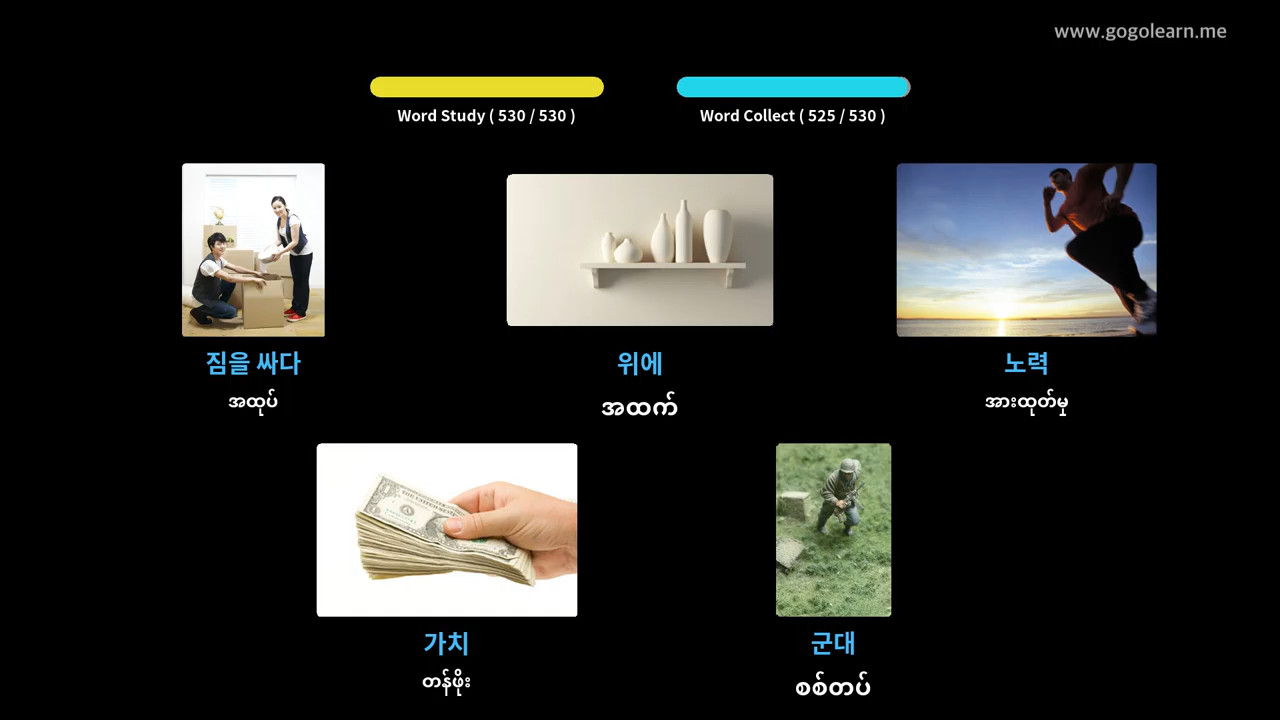 www.gogolearn.me
Word Study ( 530 / 530 )
Word Collect ( 525 / 530 )
짐을 싸다
위에
노력
အထုပ်
အထက်
အားထုတ်မှု
가치
군대
တန်ဖိုး
စစ်တပ်